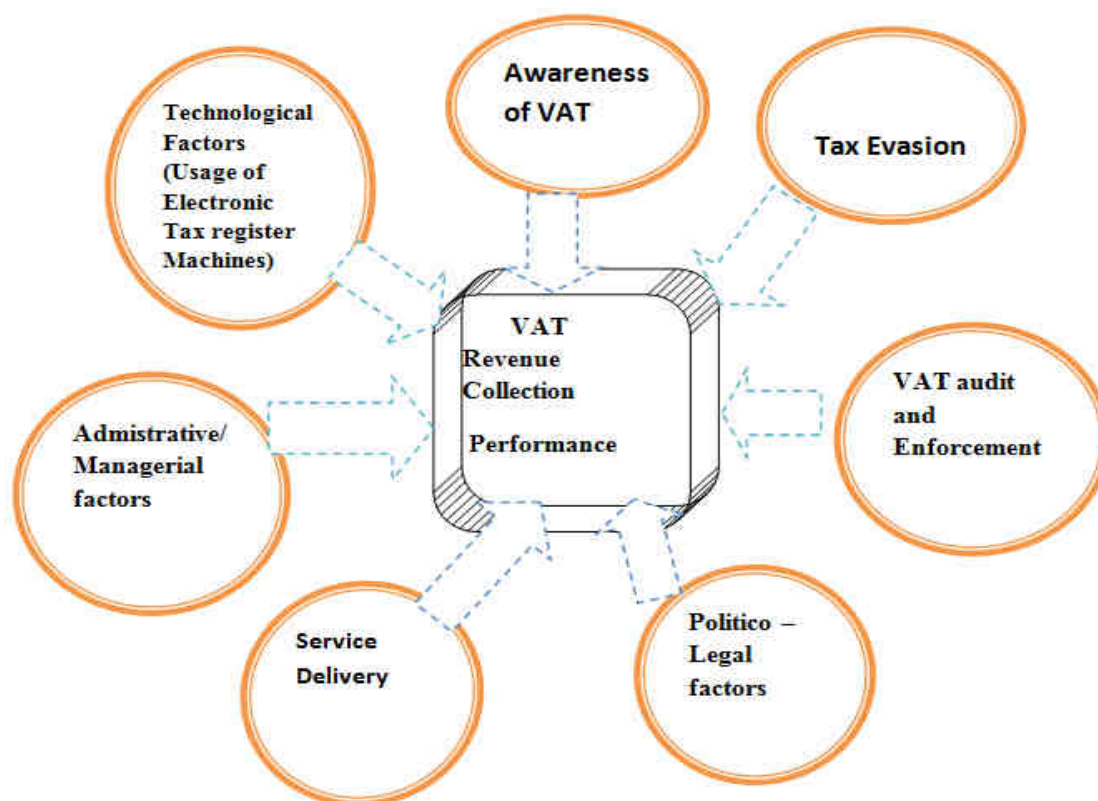 Awareness
of VAT
Technological
Factors
(Usage of
Electronic
Tax register
Machines)
Tax Evasion
VAT
Revenue
Collection
Performance
VAT audit
and
Enforcement
Admistrative/
Managerial
factors
Service
Delivery
Politico –
Legal
factors